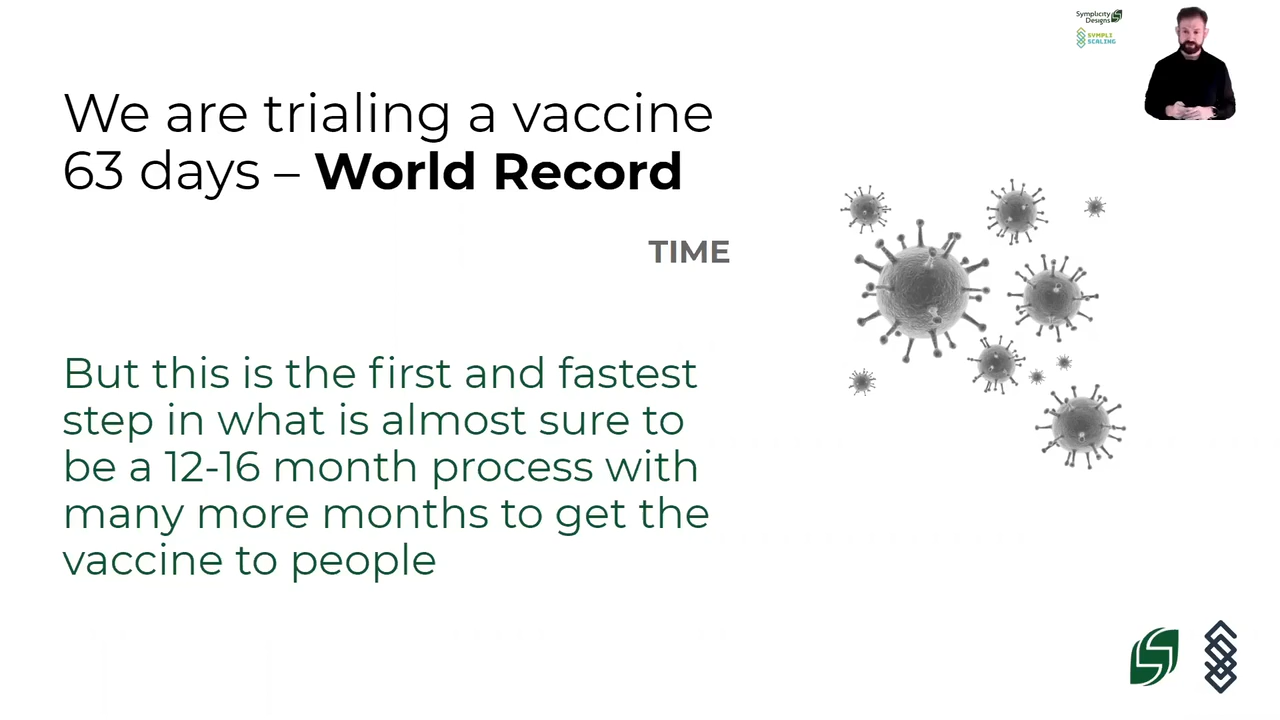 Symplicity
Designs
SYMPLI
SCALING
We are trialing a vaccine
63 days – World Record
TIME
But this is the first and fastest
step in what is almost sure to
be a 12-16 month process with
many more months to get the
vaccine to people